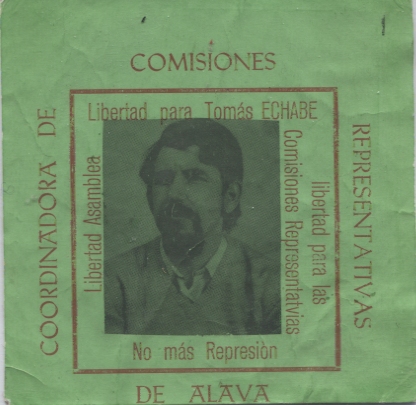 COORDINADORA DE
COMISIONES
REPRESENTATIVAS
DE ALAVA
Libertad para Tomás ECHABE
Libertad Asamblea
Comisiones Representatvias
libertad para las
No más Represiòn